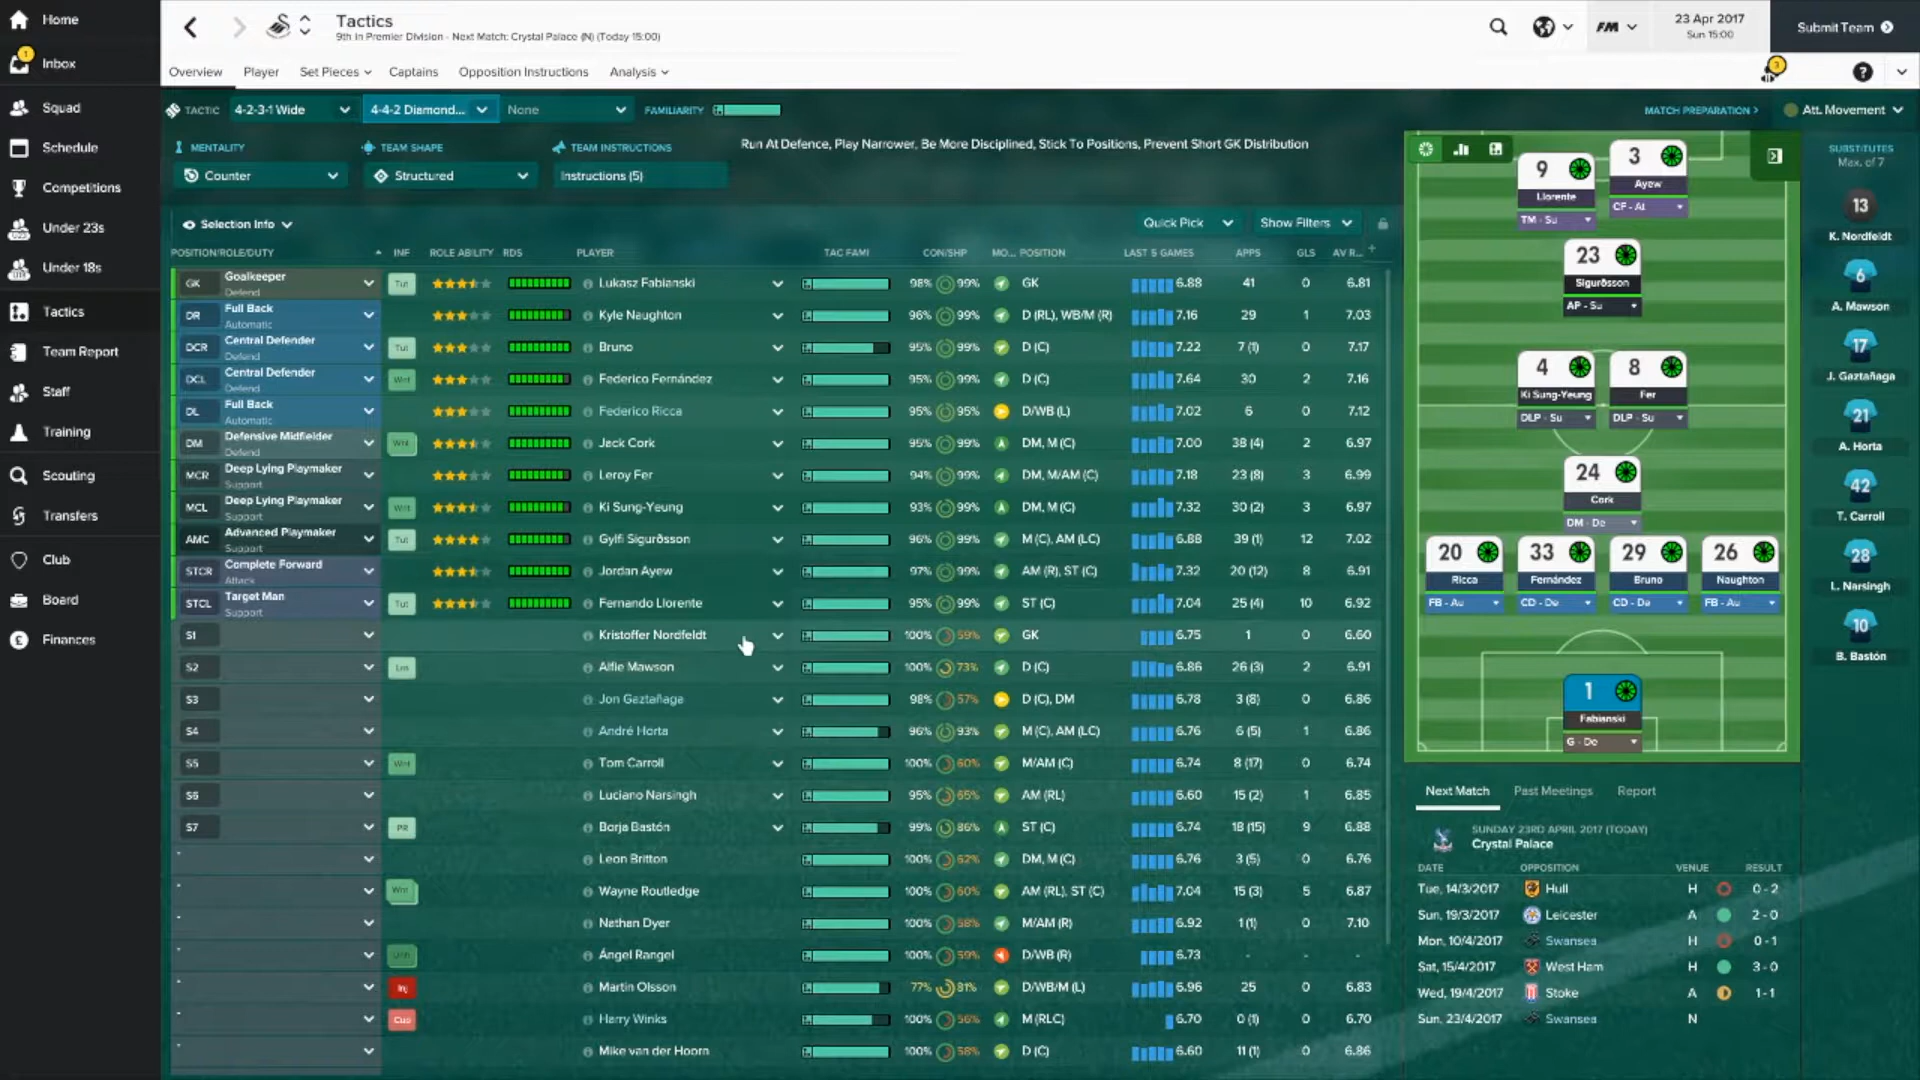 Home
1
Inbox
Squad
Schedule
Competitions
Under 23s
Under 18s
Tactics
Team Report
Staff
Training
Scouting
Transfers
Club
Board
Finances
Tactics
9th in Premier Division - Next Match: Crystal Palace (N) (Today 15:00)
FM
23 Apr 2017
Sun 15:00
Submit Team
Overview Player Set Pieces Captains Opposition Instructions Analysis
3
?
TACTIC 4-2-3-1 Wide 4-4-2 Diamond... None FAMILIARITY
MATCH PREPARATION > Att. Movement
MENTALITY TEAM SHAPE TEAM INSTRUCTIONS
Run At Defence, Play Narrower, Be More Disciplined, Stick To Positions, Prevent Short GK Distribution
Counter Structured Instructions (5)
Selection Info Quick Pick Show Filters
POSITION/ROLE/DUTY INF ROLE ABILITY RDS PLAYER TAC FAMI CON/SHP MO... POSITION LAST 5 GAMES APPS GLS AV R...
GK Goalkeeper Defend Tut Lukasz Fabianski 98% 99% GK 6.88 41 0 6.81
DR Full Back Automatic Kyle Naughton 96% 99% D (RL), WB/M (R) 7.16 29 1 7.03
DCR Central Defender Defend Tut Bruno 95% 99% D (C) 7.22 7 (1) 0 7.17
DCL Central Defender Defend Wnt Federico Fernández 95% 99% D (C) 7.64 30 2 7.16
DL Full Back Automatic Federico Ricca 95% 95% D/WB (L) 7.02 6 0 7.12
DM Defensive Midfielder Defend Wnt Jack Cork 95% 99% DM, M (C) 7.00 38 (4) 2 6.97
MCR Deep Lying Playmaker Support Leroy Fer 94% 99% DM, M/AM (C) 7.18 23 (8) 3 6.99
MCL Deep Lying Playmaker Support Wnt Ki Sung-Yeung 93% 99% DM, M (C) 7.32 30 (2) 3 6.97
AMC Advanced Playmaker Support Tut Gylfi Sigurðsson 96% 99% M (C), AM (LC) 6.88 39 (1) 12 7.02
STCR Complete Forward Attack Jordan Ayew 97% 99% AM (R), ST (C) 7.32 20 (12) 8 6.91
STCL Target Man Support Tut Fernando Llorente 95% 99% ST (C) 7.04 25 (4) 10 6.92
S1 Kristoffer Nordfeldt 100% 59% GK 6.75 1 0 6.60
S2 Lrn Alfie Mawson 100% 73% D (C) 6.86 26 (3) 2 6.91
S3 Jon Gaztañaga 98% 57% D (C), DM 6.78 3 (8) 0 6.86
S4 André Horta 96% 93% M (C), AM (LC) 6.76 6 (5) 1 6.86
S5 Wnt Tom Carroll 100% 60% M/AM (C) 6.74 8 (17) 0 6.74
S6 Luciano Narsingh 95% 65% AM (RL) 6.60 15 (2) 1 6.85
S7 PR Borja Bastón 99% 86% ST (C) 6.74 18 (15) 9 6.88
- Leon Britton 100% 62% DM, M (C) 6.76 3 (5) 0 6.76
- Wnt Wayne Routledge 100% 60% AM (RL), ST (C) 7.04 15 (3) 5 6.87
- Nathan Dyer 100% 58% M/AM (R) 6.92 1 (1) 0 7.10
- Ángel Rangel 100% 59% D/WB (R) 6.73 - - -
- Inj Martin Olsson 77% 81% D/WB/M (L) 6.96 25 0 6.83
- Cup Harry Winks 100% 56% M (RLC) 6.70 0 (1) 0 6.70
Mike van der Hoorn 100% 58% D (C) 6.60 11 (1) 0 6.86
9 Llorente TM - Su
3 Ayew CF - At
23 Sigurðsson AP - Su
4 Ki Sung-Yeung DLP - Su
8 Fer DLP - Su
24 Cork DM - De
20 Ricca FB - Au
33 Fernández CD - De
29 Bruno CD - De
26 Naughton FB - Au
1 Fabianski G - De
SUBSTITUTES
Max. of 7
13
K. Nordfeldt
6
A. Mawson
17
J. Gaztañaga
21
A. Horta
42
T. Carroll
28
L. Narsingh
10
B. Bastón
Next Match Past Meetings Report
SUNDAY 23RD APRIL 2017 (TODAY)
Crystal Palace
DATE OPPOSITION VENUE RESULT
Tue, 14/3/2017 Hull H 0 - 2
Sun, 19/3/2017 Leicester A 2 - 0
Mon, 10/4/2017 Swansea H 0 - 1
Sat, 15/4/2017 West Ham H 3 - 0
Wed, 19/4/2017 Stoke A 1 - 1
Sun, 23/4/2017 Swansea N